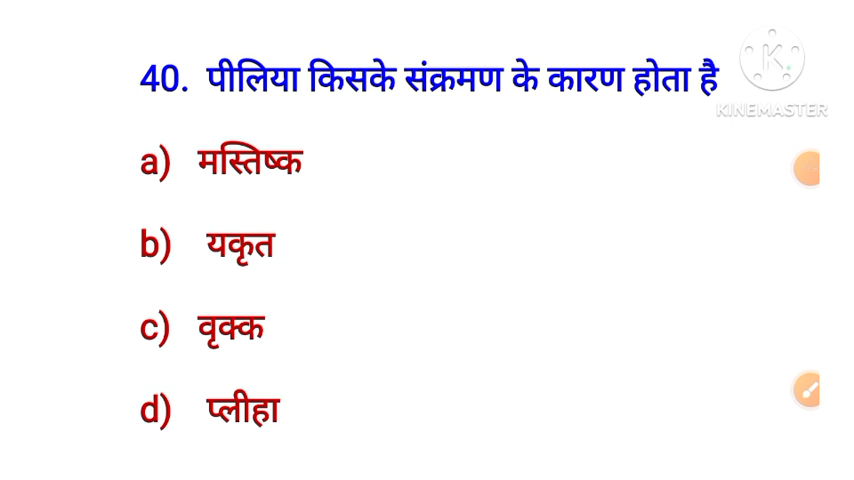 40. पीलिया किसके संक्रमण के कारण होता है
KINEMASTER
a) मस्तिष्क
b) यकृत
c) वृक्क
d) प्लीहा